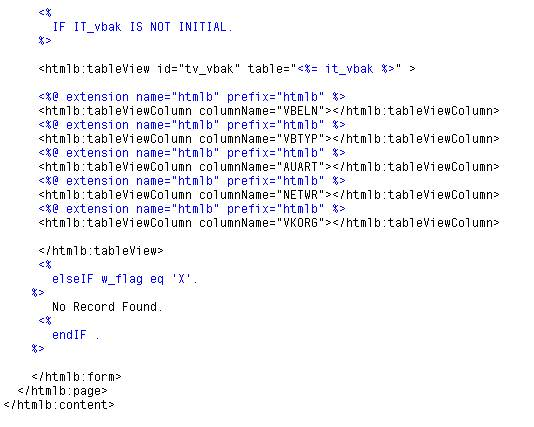 <%
IF IT_vbak IS NOT INITIAL.
%>
<htmlb:tableView id="tv_vbak" table="<%= it_vbak %>" >
<%@ extension name="htmlb" prefix="htmlb" %>
<htmlb:tableViewColumn columnName="VBELN"></htmlb:tableViewColumn>
<%@ extension name="htmlb" prefix="htmlb" %>
<htmlb:tableViewColumn columnName="VBTYP"></htmlb:tableViewColumn>
<%@ extension name="htmlb" prefix="htmlb" %>
<htmlb:tableViewColumn columnName="AUART"></htmlb:tableViewColumn>
<%@ extension name="htmlb" prefix="htmlb" %>
<htmlb:tableViewColumn columnName="NETWR"></htmlb:tableViewColumn>
<%@ extension name="htmlb" prefix="htmlb" %>
<htmlb:tableViewColumn columnName="VKORG"></htmlb:tableViewColumn>
</htmlb:tableView>
<%
elseIF w_flag eq 'X'.
%>
No Record Found.
<%
endIF .
%>
</htmlb:form>
</htmlb:page>
</htmlb:content>